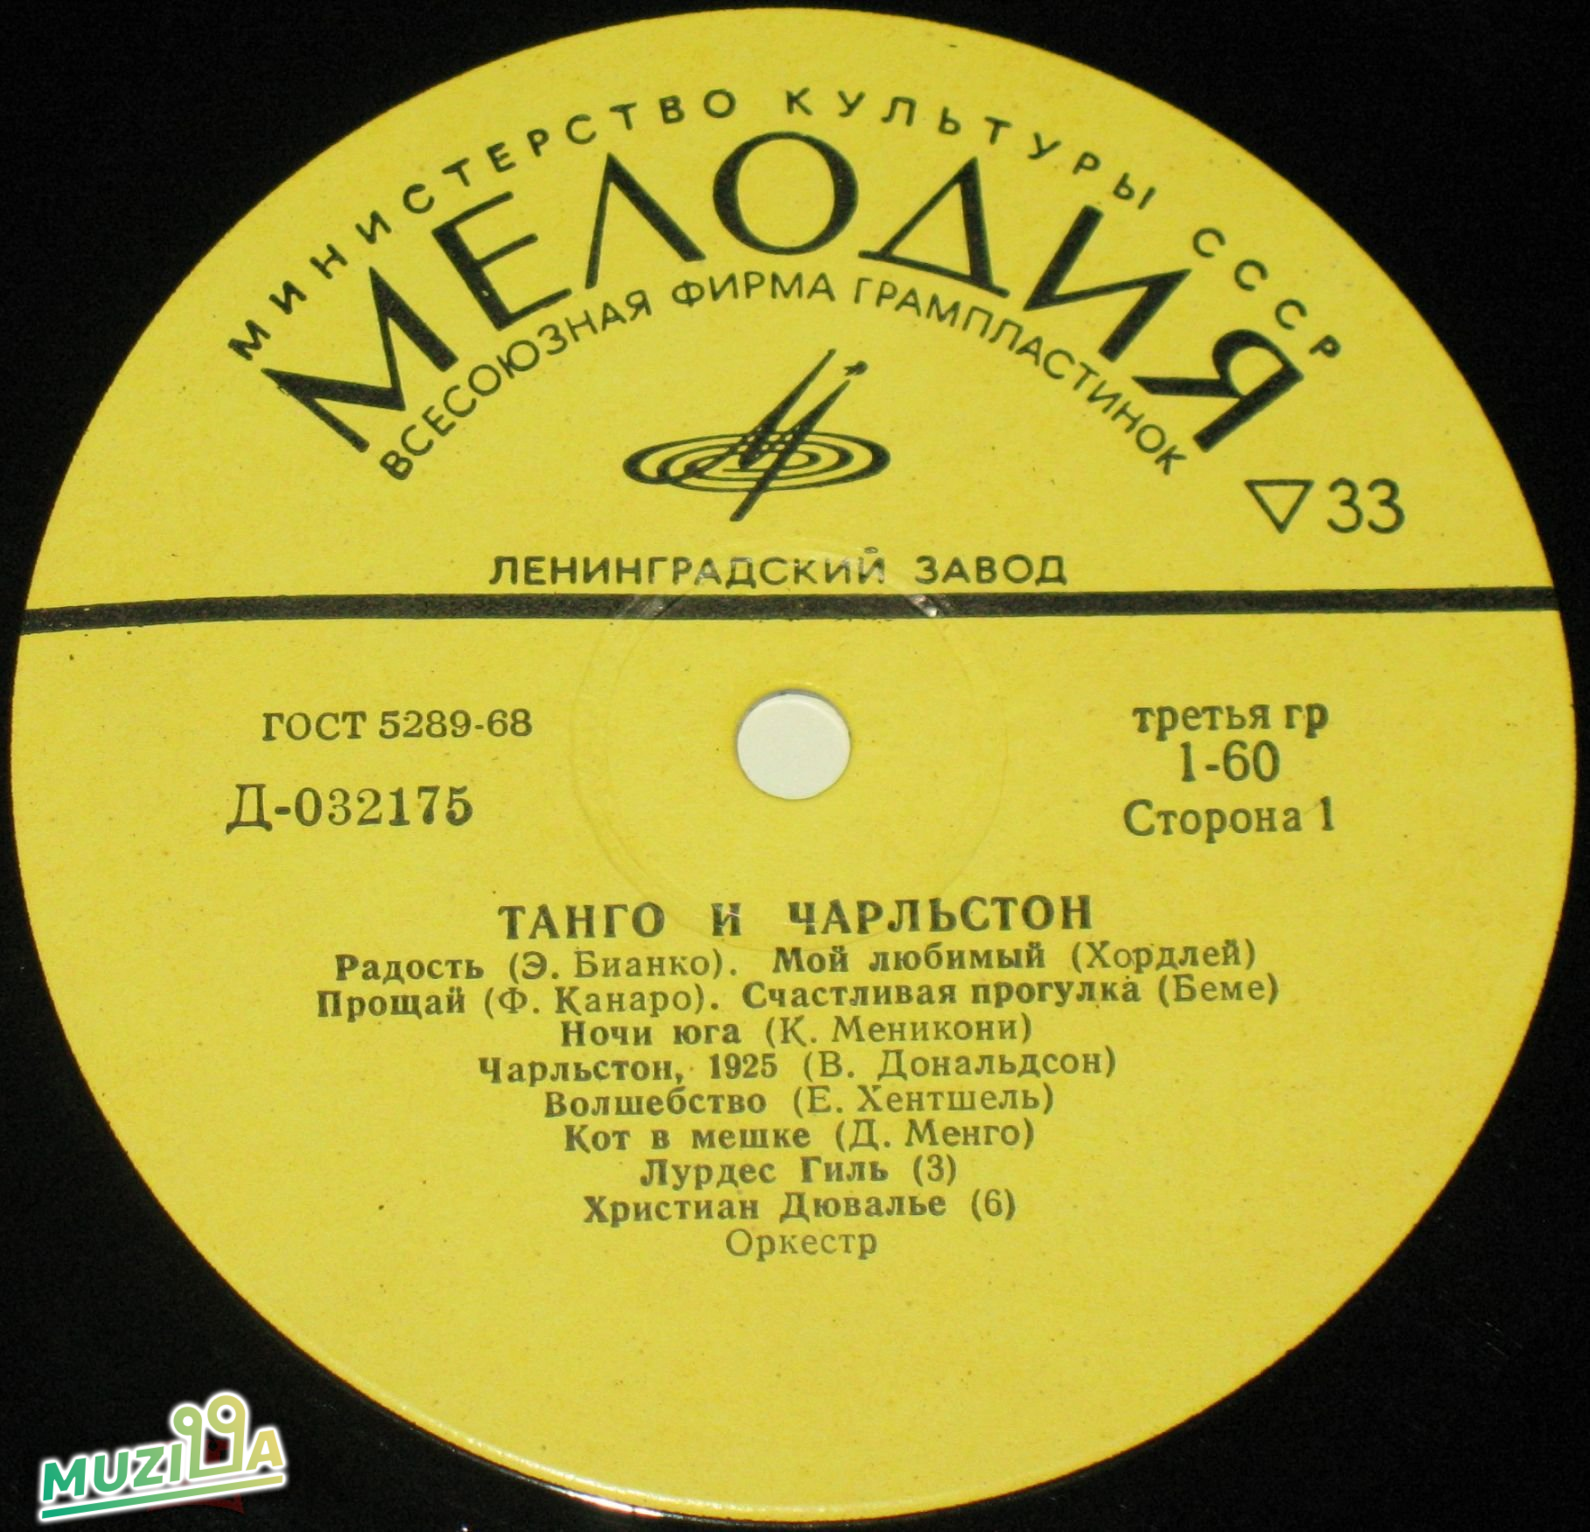 МИНИСТЕРСТВО КУЛЬТУРЫ СССР
МЕЛОДИЯ
ВСЕСОЮЗНАЯ ФИРМА ГРАМПЛАСТИНОК
33
ЛЕНИНГРАДСКИЙ ЗАВОД
ГОСТ 5289-68
Д-032175
третья гр
1-60
Сторона 1
ТАНГО И ЧАРЛЬСТОН
Радость (Э. Бианко). Мой любимый (Хордлей)
Прощай (Ф. Канаро). Счастливая прогулка (Беме)
Ночи юга (К. Меникони)
Чарльстон, 1925 (В. Дональдсон)
Волшебство (Е. Хентшель)
Кот в мешке (Д. Менго)
Лурдес Гиль (3)
Христиан Дювалье (6)
Оркестр
MUZILLA